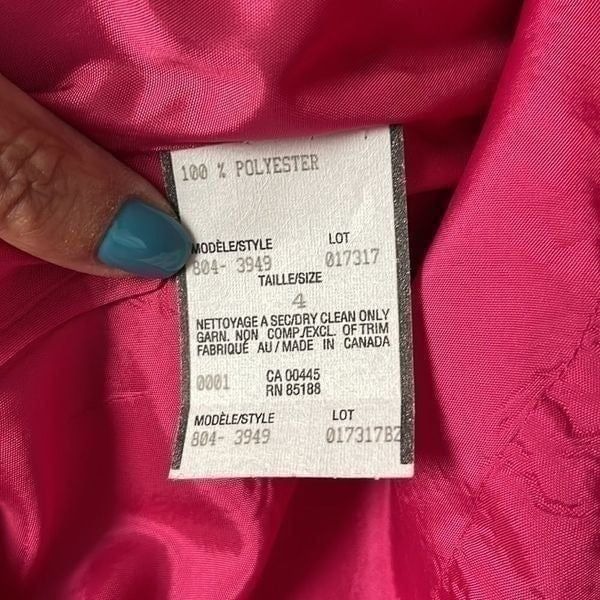 100 % POLYESTER
MODÈLE/STYLE LOT
804- 3949 017317
TAILLE/SIZE
4
NETTOYAGE A SEC/DRY CLEAN ONLY
GARN. NON COMP./EXCL. OF TRIM
FABRIQUÉ AU/MADE IN CANADA
0001 CA 00445
RN 85188
MODÈLE/STYLE LOT
804- 3949 017317BZ